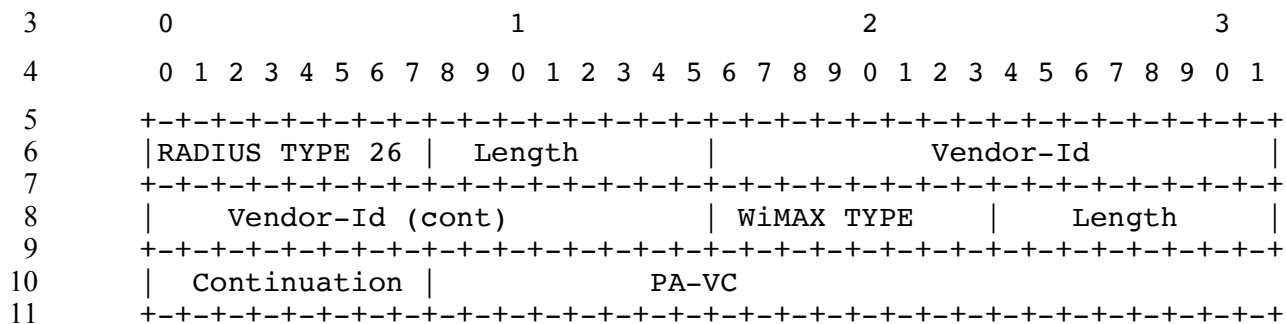 3 0 1 2 3
4 0 1 2 3 4 5 6 7 8 9 0 1 2 3 4 5 6 7 8 9 0 1 2 3 4 5 6 7 8 9 0 1
5 +-+-+-+-+-+-+-+-+-+-+-+-+-+-+-+-+-+-+-+-+-+-+-+-+-+-+-+-+-+-+-+-+
6 |RADIUS TYPE 26 | Length | Vendor-Id |
7 +-+-+-+-+-+-+-+-+-+-+-+-+-+-+-+-+-+-+-+-+-+-+-+-+-+-+-+-+-+-+-+-+
8 | Vendor-Id (cont) | WiMAX TYPE | Length |
9 +-+-+-+-+-+-+-+-+-+-+-+-+-+-+-+-+-+-+-+-+-+-+-+-+-+-+-+-+-+-+-+-+
10 | Continuation | PA-VC
11 +-+-+-+-+-+-+-+-+-+-+-+-+-+-+-+-+-+-+-+-+-+-+-+-+-+-+-+-+-+-+-+-+